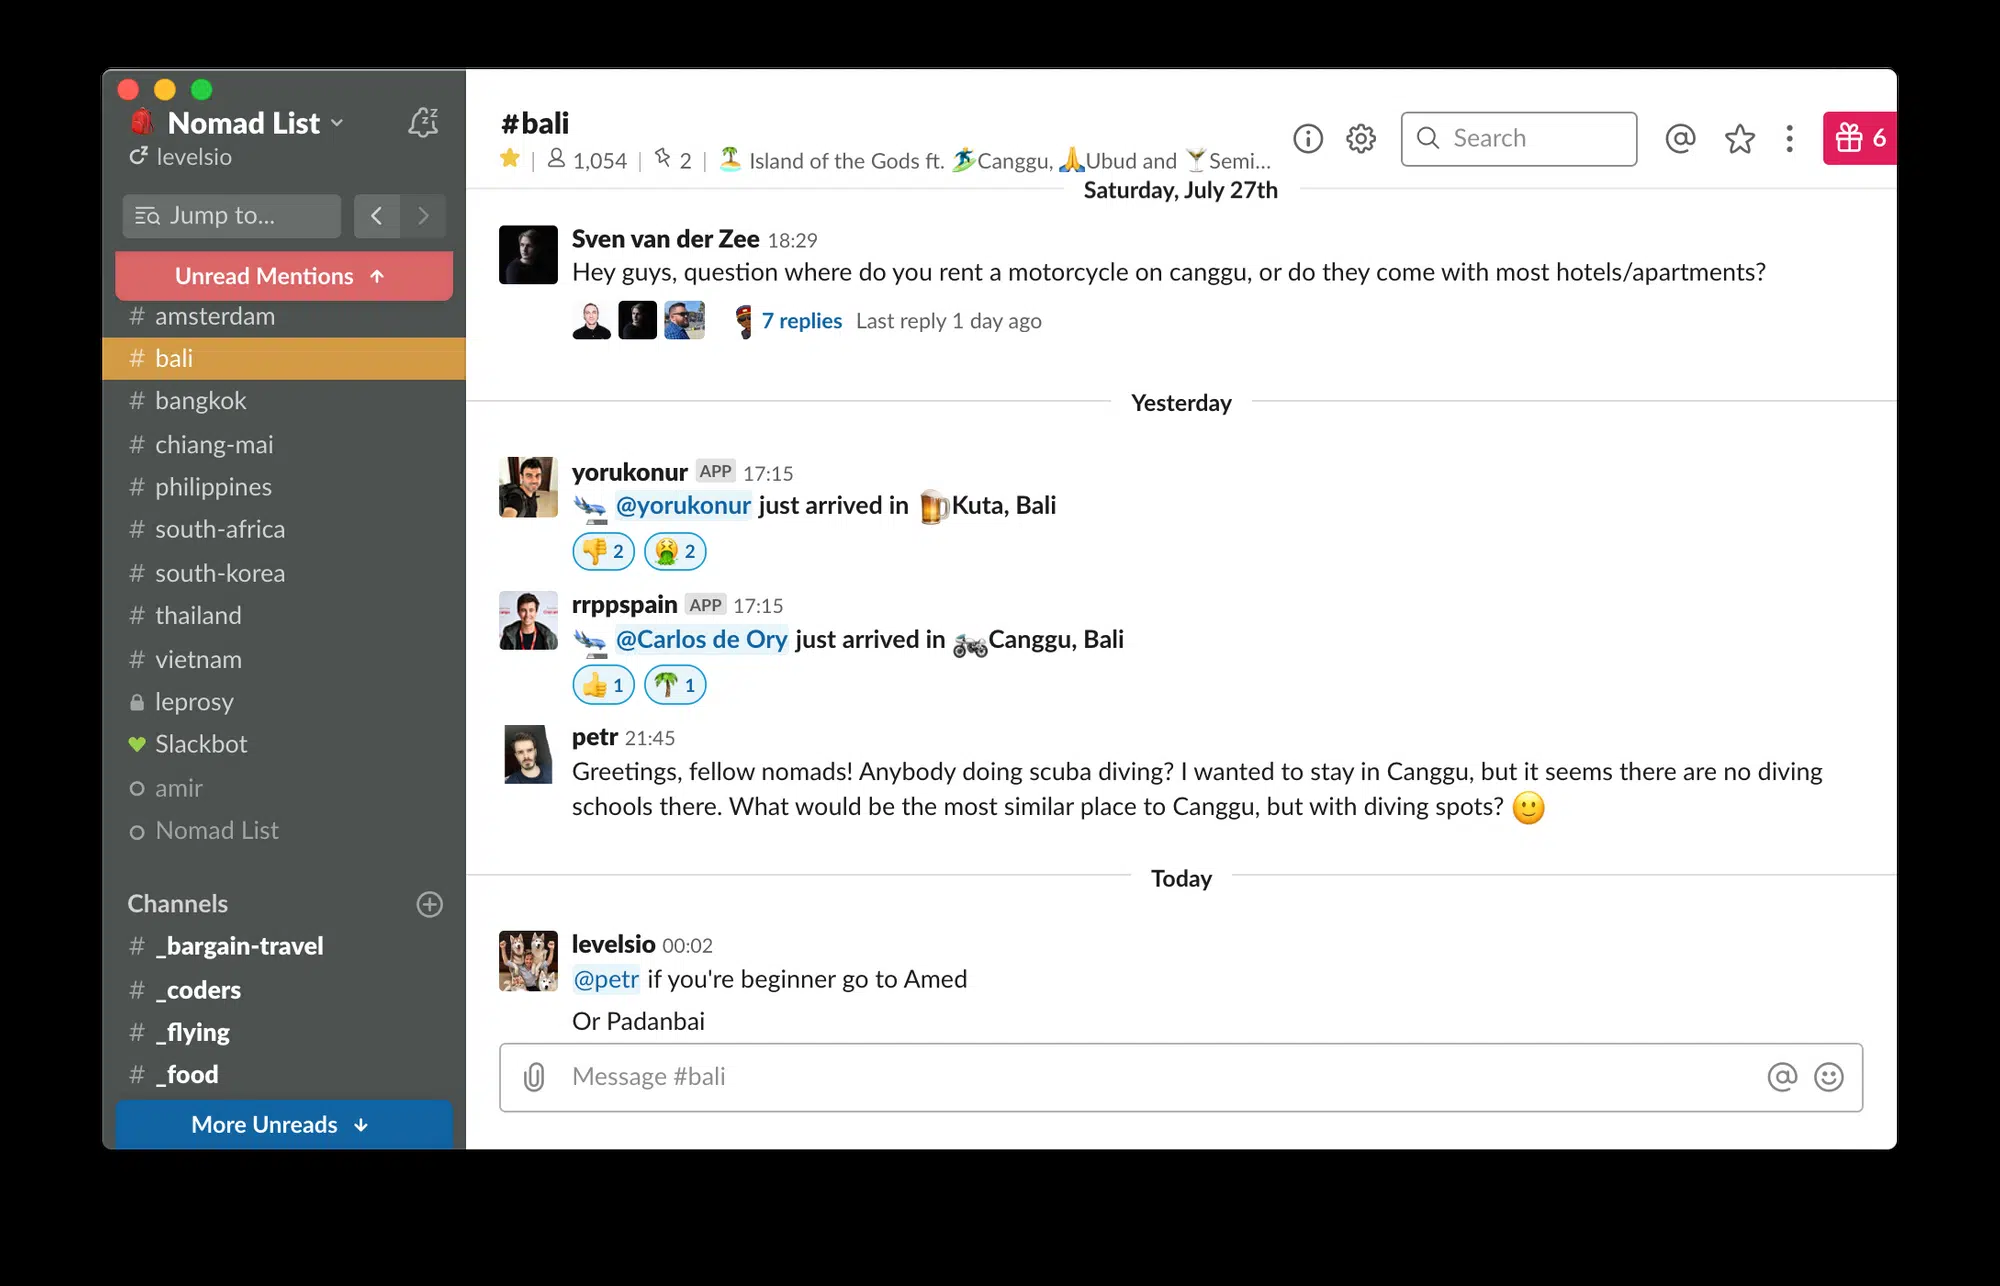 Nomad List
levelsio
Jump to...
Unread Mentions ↑
# amsterdam
# bali
# bangkok
# chiang-mai
# philippines
# south-africa
# south-korea
# thailand
# vietnam
leprosy
Slackbot
amir
Nomad List
Channels
# _bargain-travel
# _coders
# _flying
# _food
More Unreads ↓
#bali
| 1,054 | 2 | 🏝 Island of the Gods ft. 🏄Canggu, 🙏Ubud and 🍸Semi...
Search
6
Saturday, July 27th
Sven van der Zee 18:29
Hey guys, question where do you rent a motorcycle on canggu, or do they come with most hotels/apartments?
7 replies Last reply 1 day ago
Yesterday
yorukonur APP 17:15
🛬 @yorukonur just arrived in 🍺Kuta, Bali
👎 2 🤮 2
rrppspain APP 17:15
🛬 @Carlos de Ory just arrived in 🏍Canggu, Bali
👍 1 🌴 1
petr 21:45
Greetings, fellow nomads! Anybody doing scuba diving? I wanted to stay in Canggu, but it seems there are no diving
schools there. What would be the most similar place to Canggu, but with diving spots? 🙂
Today
levelsio 00:02
@petr if you're beginner go to Amed
Or Padanbai
Message #bali